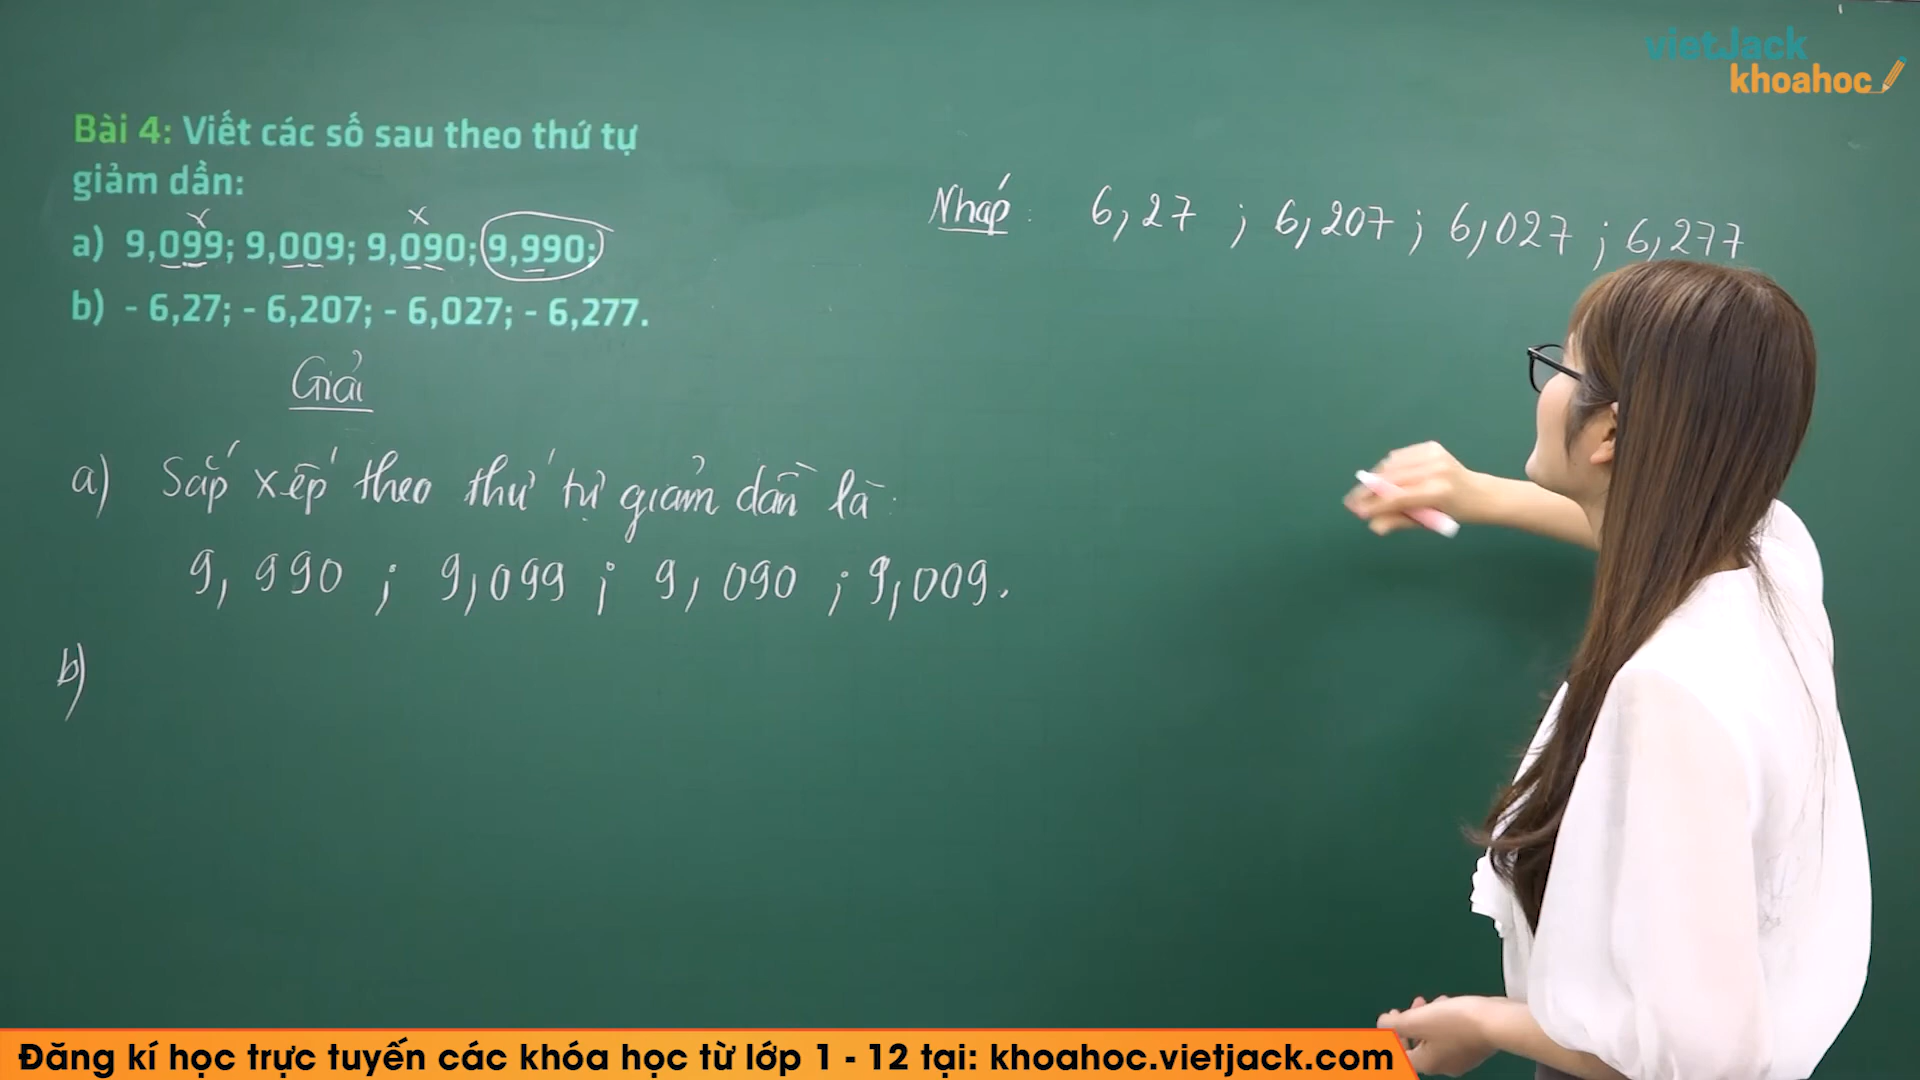 vietJack
khoahoc
Bài 4: Viết các số sau theo thứ tự
giảm dần:
a) 9,099; 9,009; 9,090; 9,990;
b) - 6,27; - 6,207; - 6,027; - 6,277.
Nháp: 6,27 ; 6,207 ; 6,027 ; 6,277
Giải
a) Sắp xếp theo thứ tự giảm dần là:
9,990 ; 9,099 ; 9,090 ; 9,009.
b)
Đăng kí học trực tuyến các khóa học từ lớp 1 - 12 tại: khoahoc.vietjack.com